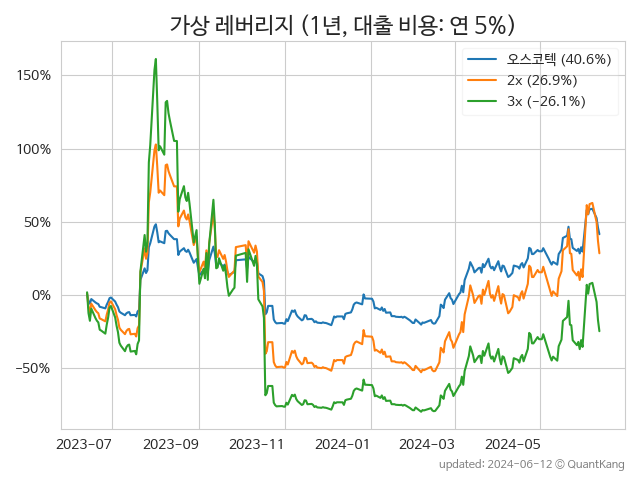 가상 레버리지 (1년, 대출 비용: 연 5%)
오스코텍 (40.6%)
2x (26.9%)
3x (−26.1%)
150%
100%
50%
0%
−50%
2023-07 2023-09 2023-11 2024-01 2024-03 2024-05
updated: 2024-06-12 © QuantKang